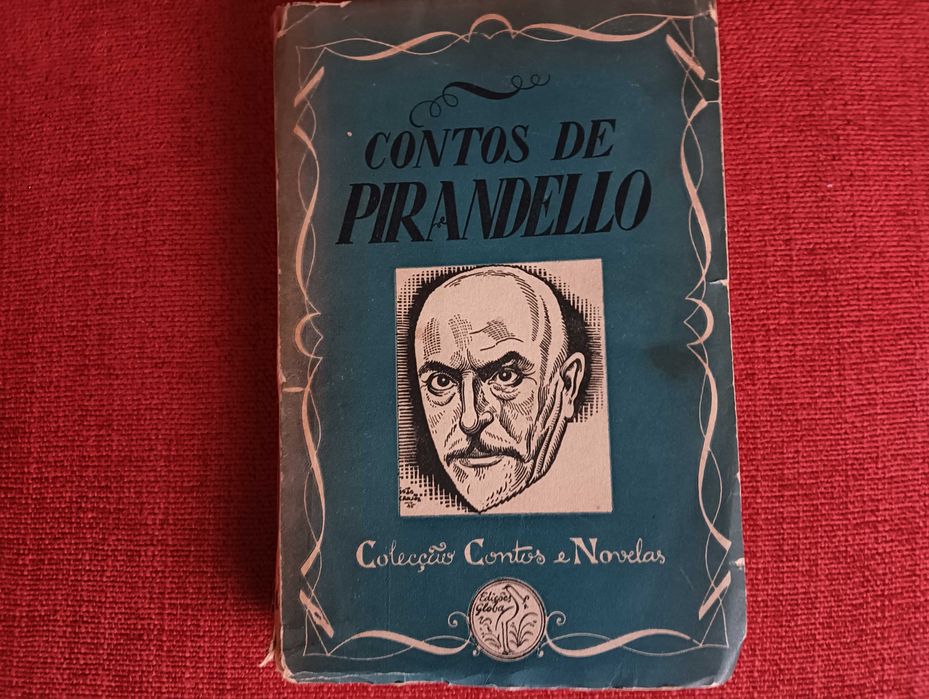 CONTOS DE
PIRANDELLO
Colecção Contos e Novelas
Edições
Globo